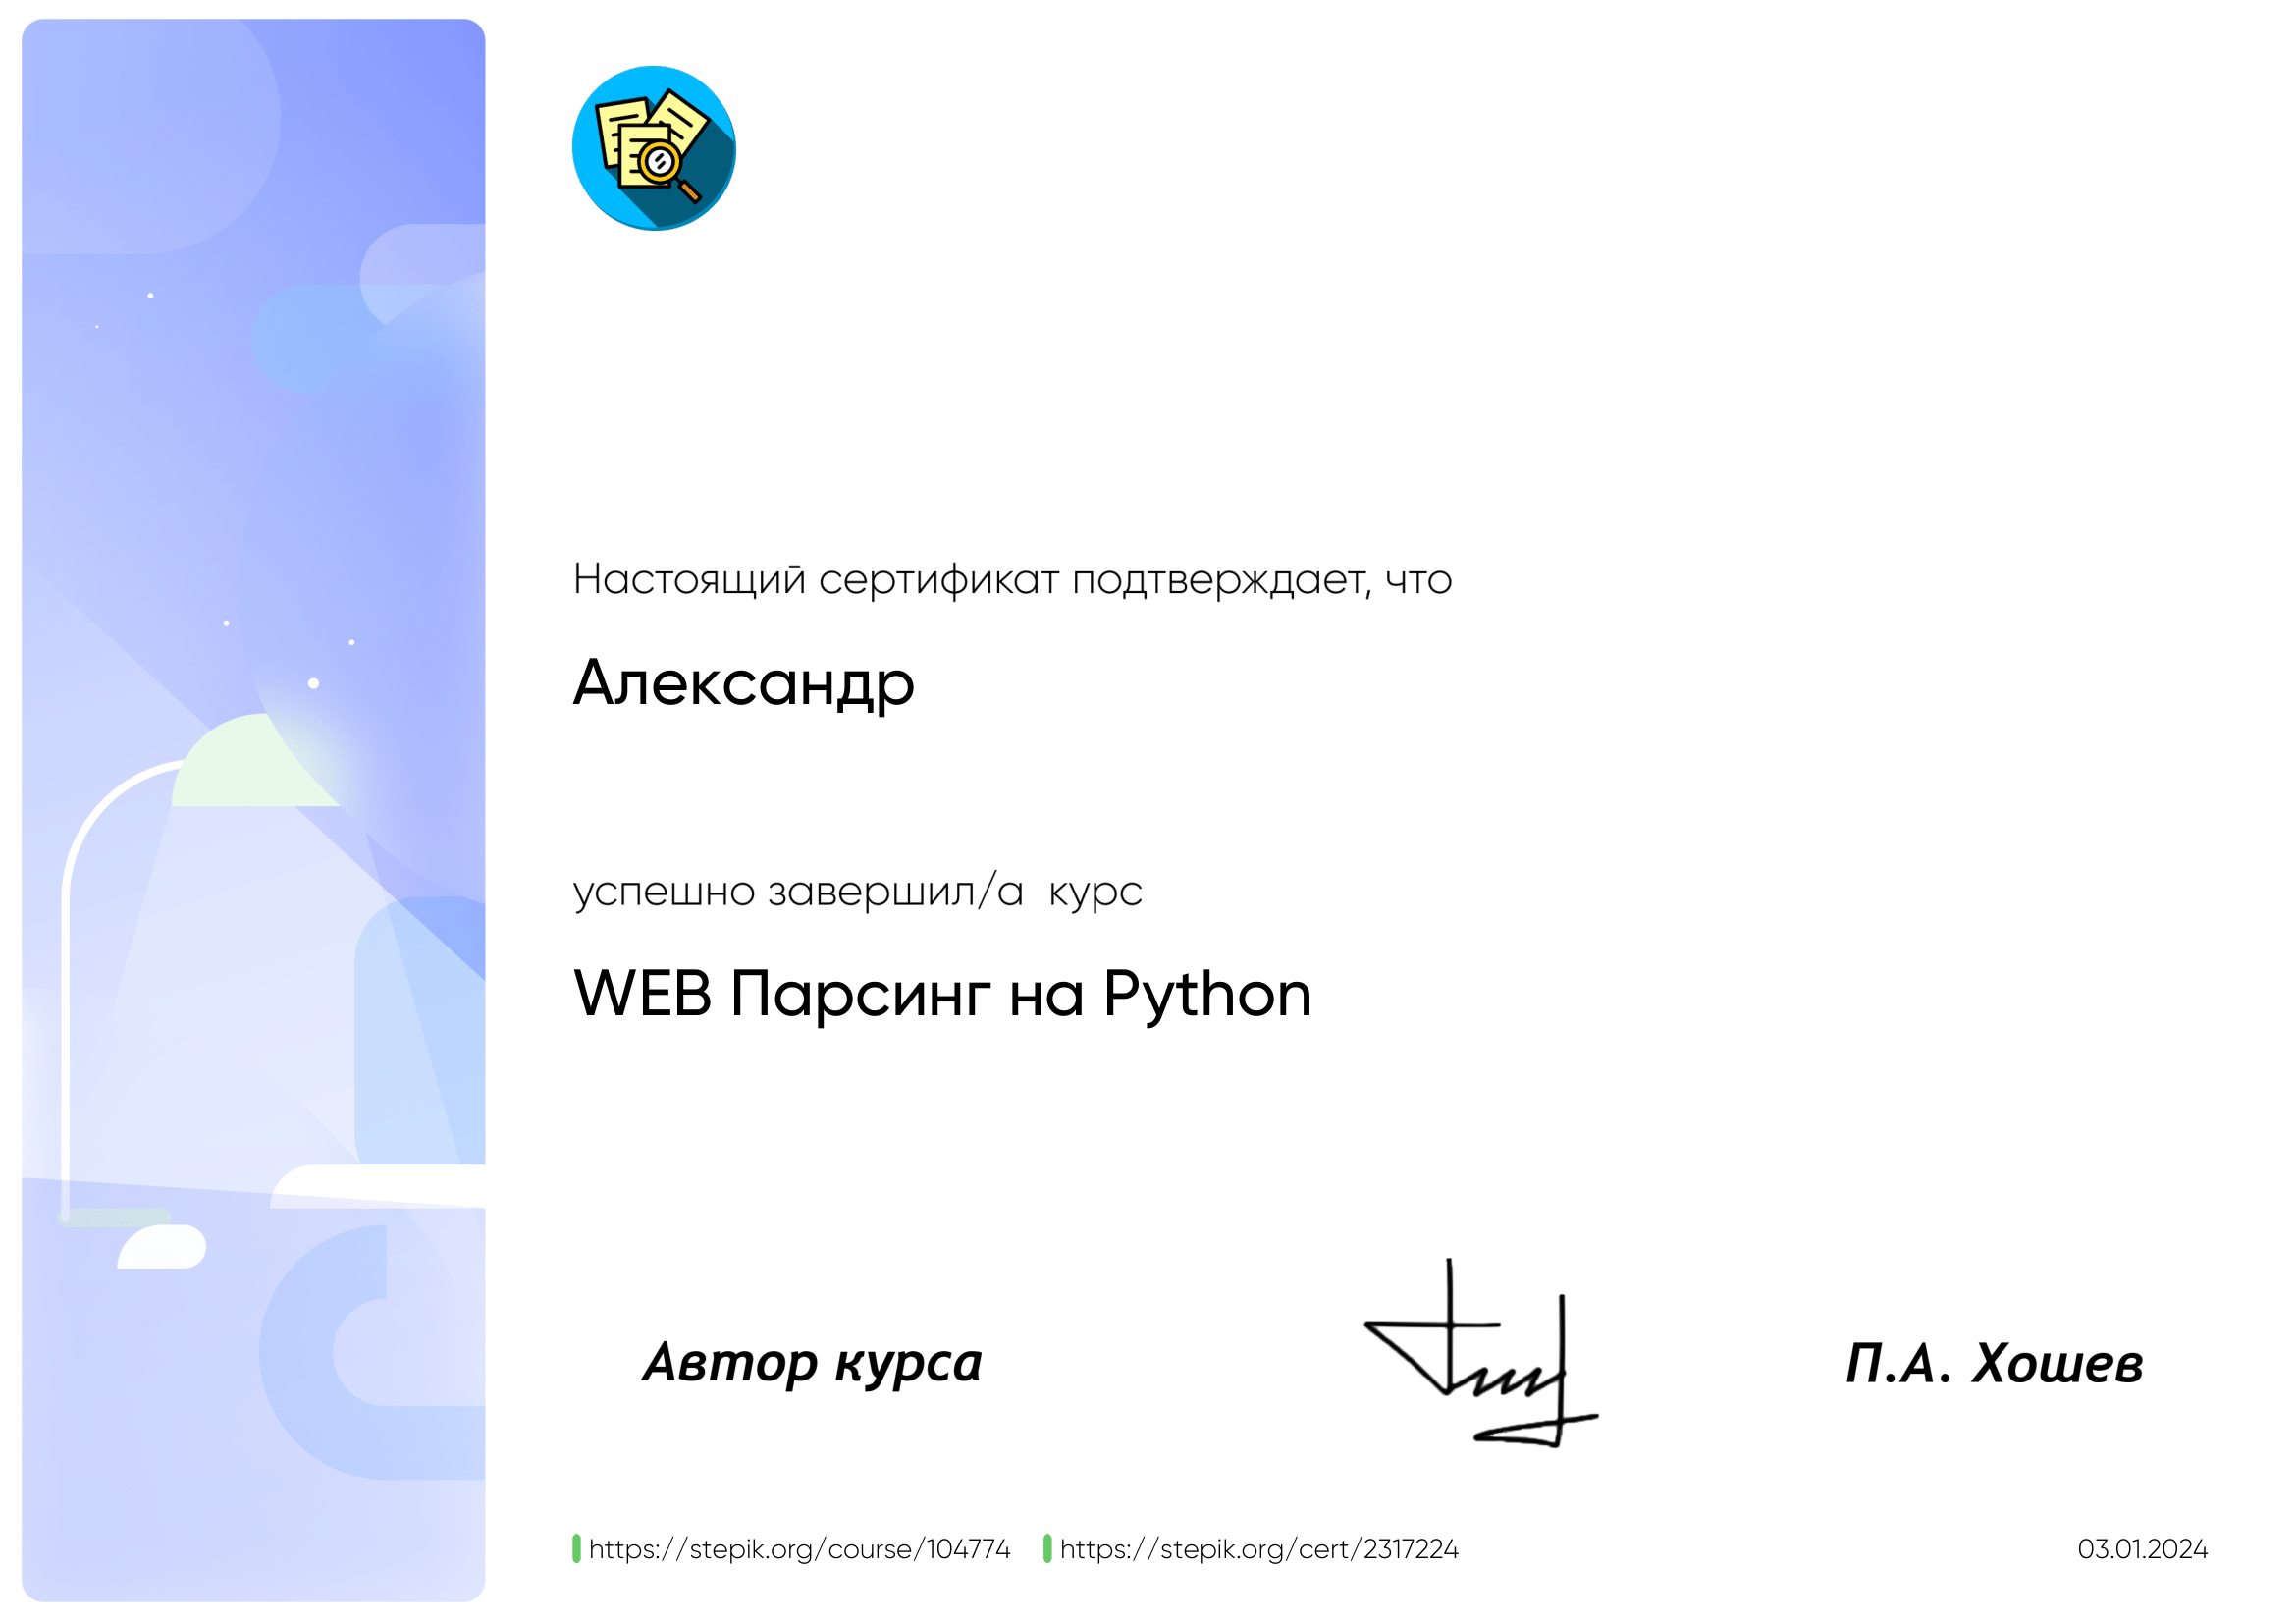 Настоящий сертификат подтверждает, что
Александр
успешно завершил/а курс
WEB Парсинг на Python
Автор курса
П.А. Хошев
https://stepik.org/course/104774 https://stepik.org/cert/2317224 03.01.2024